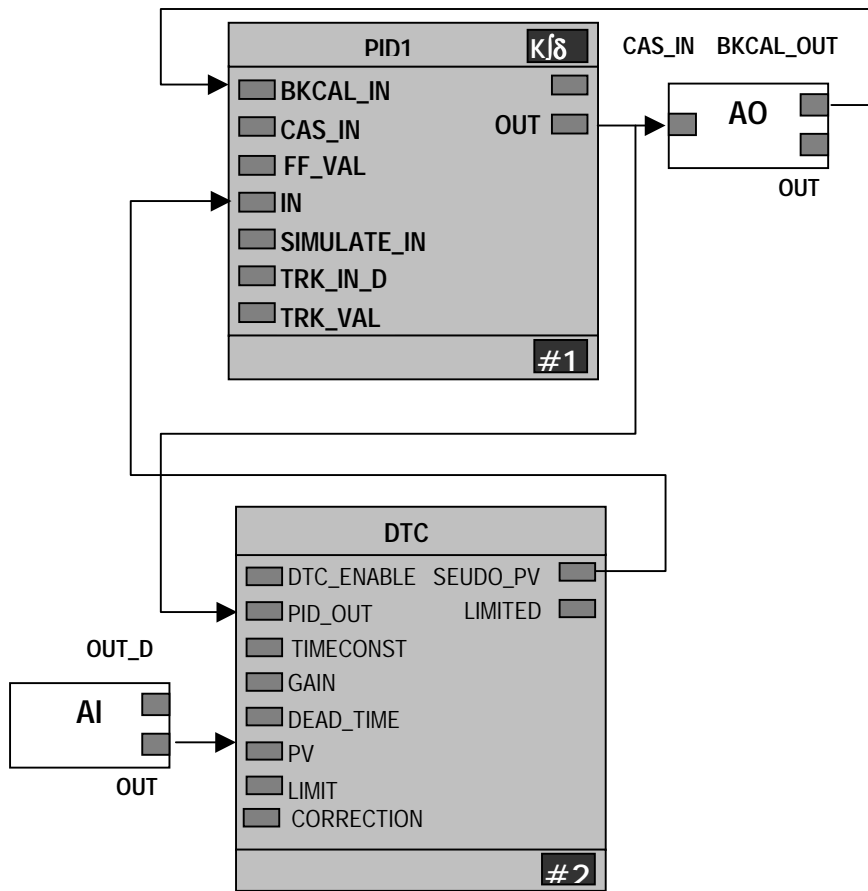 PID1
K∫δ
BKCAL_IN
CAS_IN
FF_VAL
IN
SIMULATE_IN
TRK_IN_D
TRK_VAL
OUT
#1
CAS_IN BKCAL_OUT
AO
OUT
DTC
DTC_ENABLE SEUDO_PV
PID_OUT LIMITED
TIMECONST
GAIN
DEAD_TIME
PV
LIMIT
CORRECTION
#2
OUT_D
AI
OUT